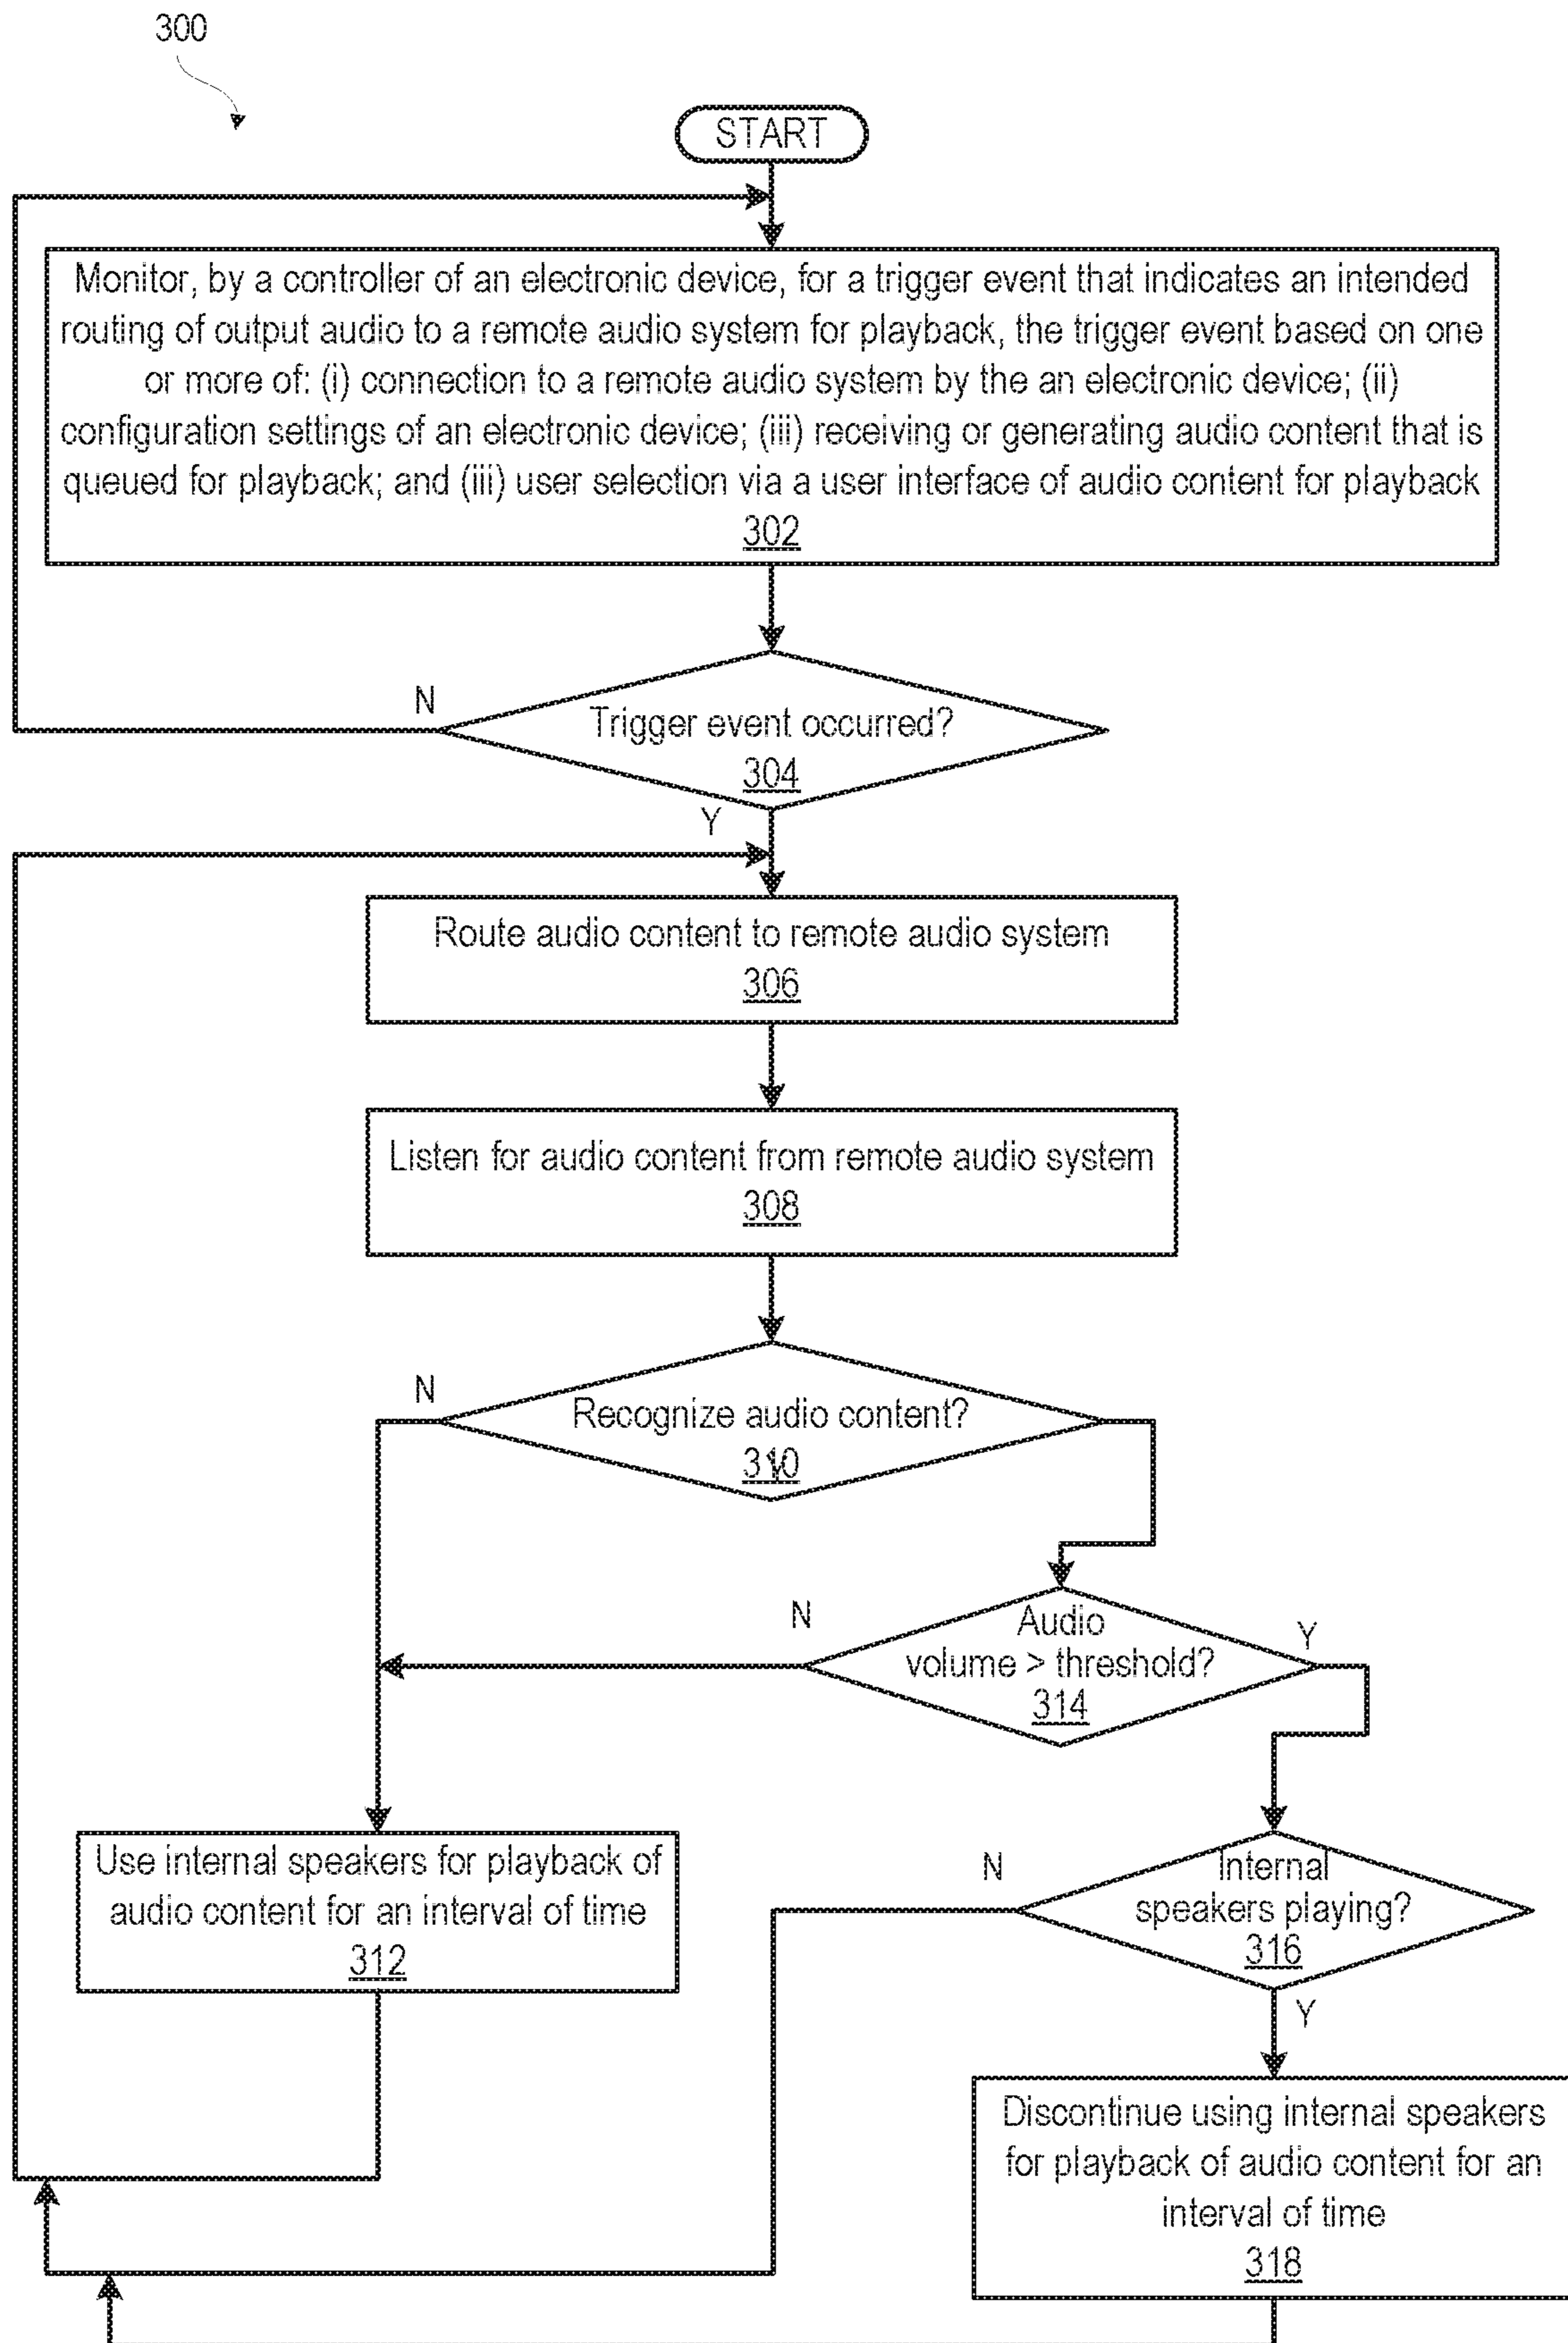 300
START
Monitor, by a controller of an electronic device, for a trigger event that indicates an intended
routing of output audio to a remote audio system for playback, the trigger event based on one
or more of: (i) connection to a remote audio system by the an electronic device; (ii)
configuration settings of an electronic device; (iii) receiving or generating audio content that is
queued for playback; and (iii) user selection via a user interface of audio content for playback
302
N
Trigger event occurred?
304
Y
Route audio content to remote audio system
306
Listen for audio content from remote audio system
308
N
Recognize audio content?
310
Y
N
Audio
volume > threshold?
314
Y
Use internal speakers for playback of
audio content for an interval of time
312
N
Internal
speakers playing?
316
Y
Discontinue using internal speakers
for playback of audio content for an
interval of time
318